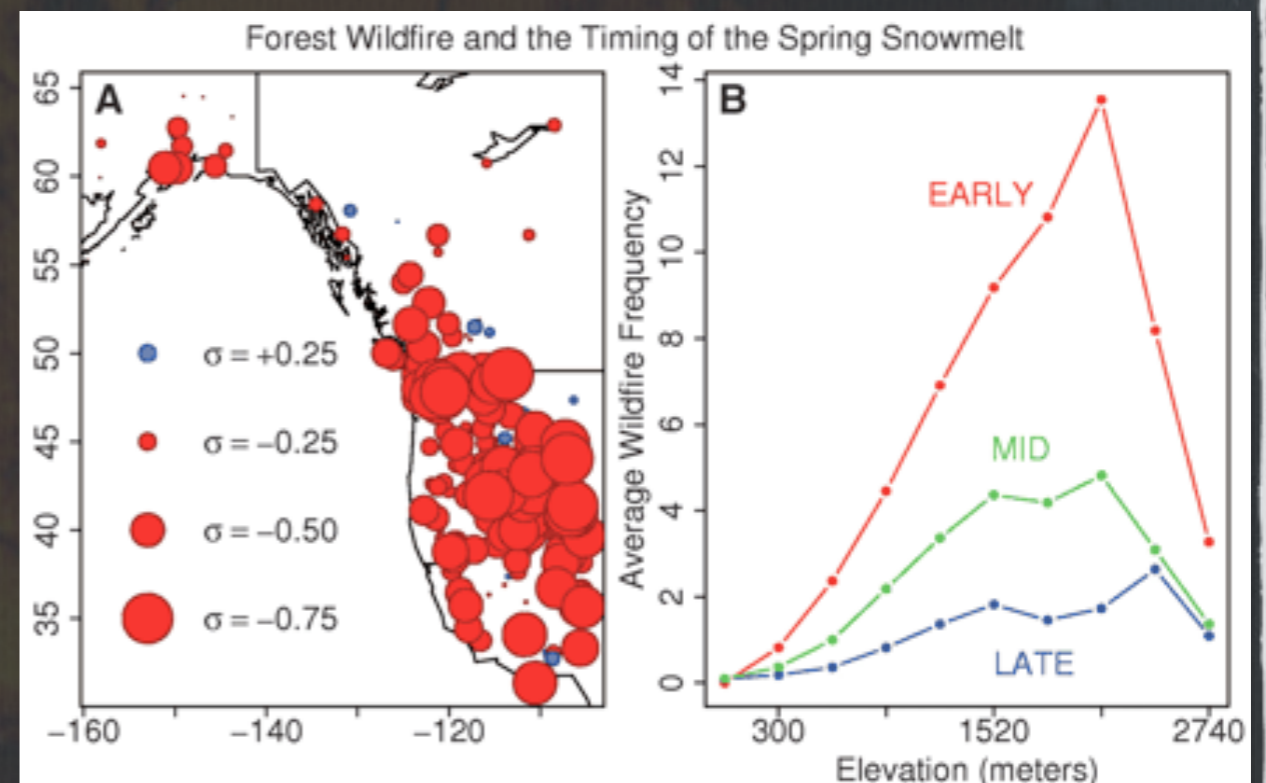 Forest Wildfire and the Timing of the Spring Snowmelt
A
65
60
55
50
45
40
35
σ = +0.25
σ = −0.25
σ = −0.50
σ = −0.75
−160
−140
−120
B
Average Wildfire Frequency
14
12
10
8
6
4
2
0
EARLY
MID
LATE
300
1520
2740
Elevation (meters)